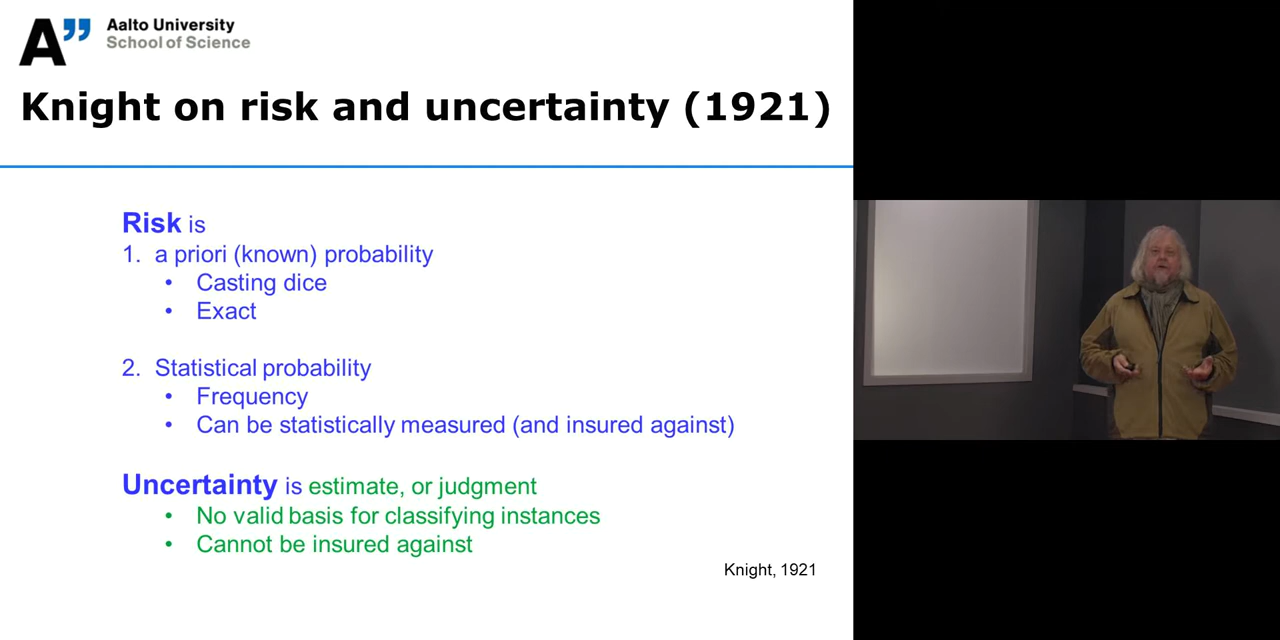 A”
Aalto University
School of Science
Knight on risk and uncertainty (1921)
Risk is
1. a priori (known) probability
• Casting dice
• Exact
2. Statistical probability
• Frequency
• Can be statistically measured (and insured against)
Uncertainty is estimate, or judgment
• No valid basis for classifying instances
• Cannot be insured against
Knight, 1921